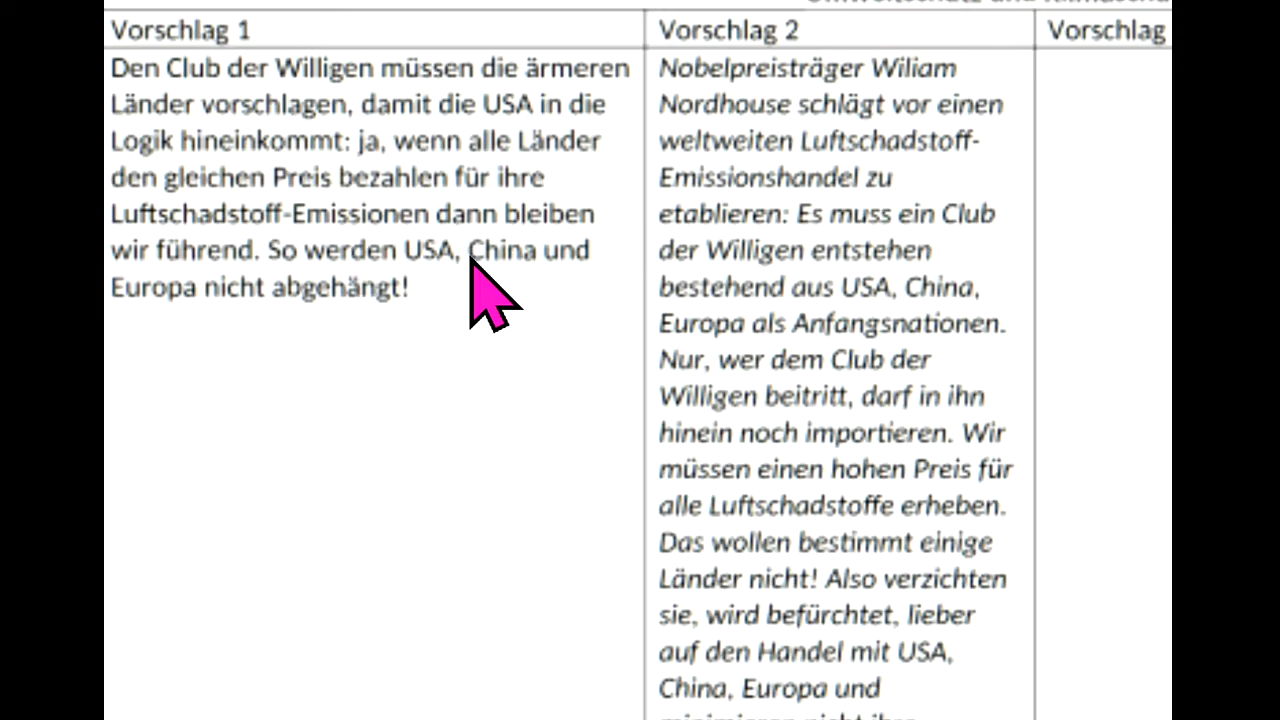 Vorschlag 1
Den Club der Willigen müssen die ärmeren
Länder vorschlagen, damit die USA in die
Logik hineinkommt: ja, wenn alle Länder
den gleichen Preis bezahlen für ihre
Luftschadstoff-Emissionen dann bleiben
wir führend. So werden USA, China und
Europa nicht abgehängt!
Vorschlag 2
Nobelpreisträger Wiliam
Nordhouse schlägt vor einen
weltweiten Luftschadstoff-
Emissionshandel zu
etablieren: Es muss ein Club
der Willigen entstehen
bestehend aus USA, China,
Europa als Anfangsnationen.
Nur, wer dem Club der
Willigen beitritt, darf in ihn
hinein noch importieren. Wir
müssen einen hohen Preis für
alle Luftschadstoffe erheben.
Das wollen bestimmt einige
Länder nicht! Also verzichten
sie, wird befürchtet, lieber
auf den Handel mit USA,
China, Europa und
Vorschlag